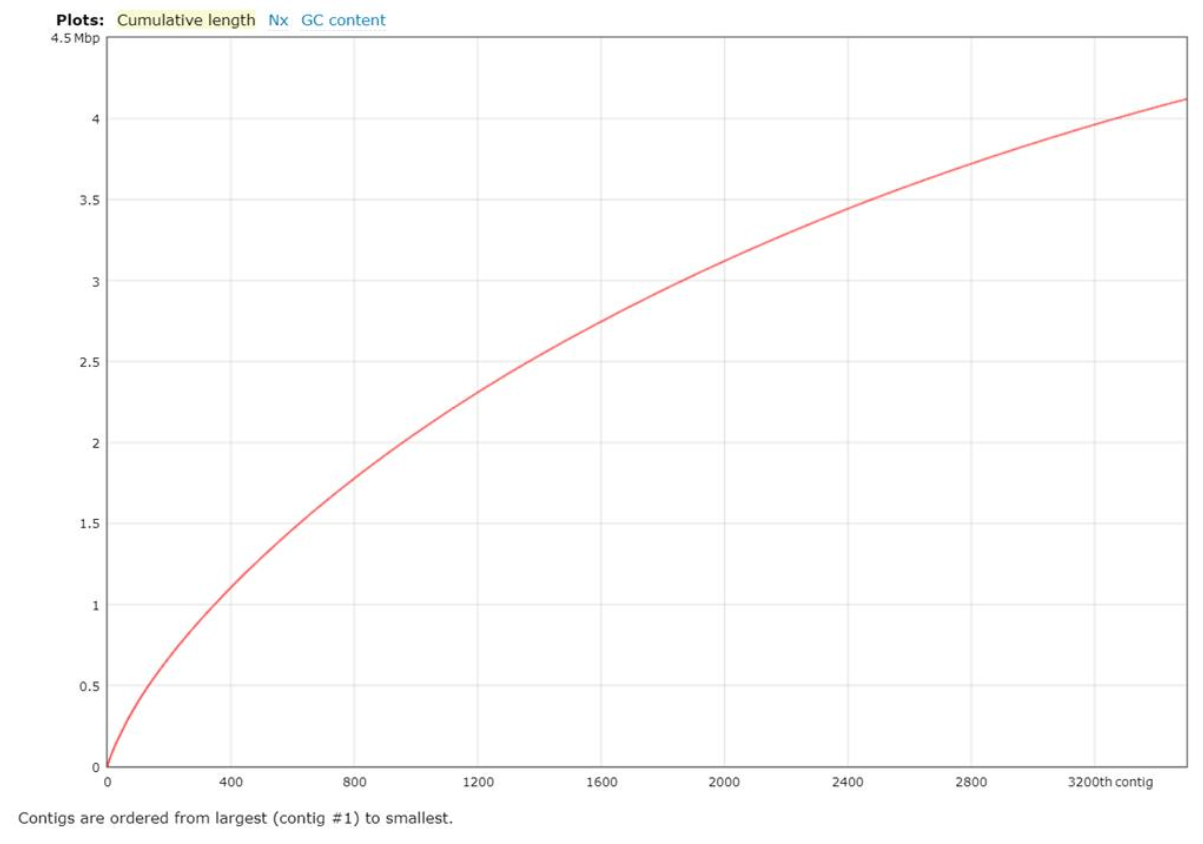 Plots: Cumulative length Nx GC content
4.5 Mbp
4
3.5
3
2.5
2
1.5
1
0.5
0
0 400 800 1200 1600 2000 2400 2800 3200th contig
Contigs are ordered from largest (contig #1) to smallest.